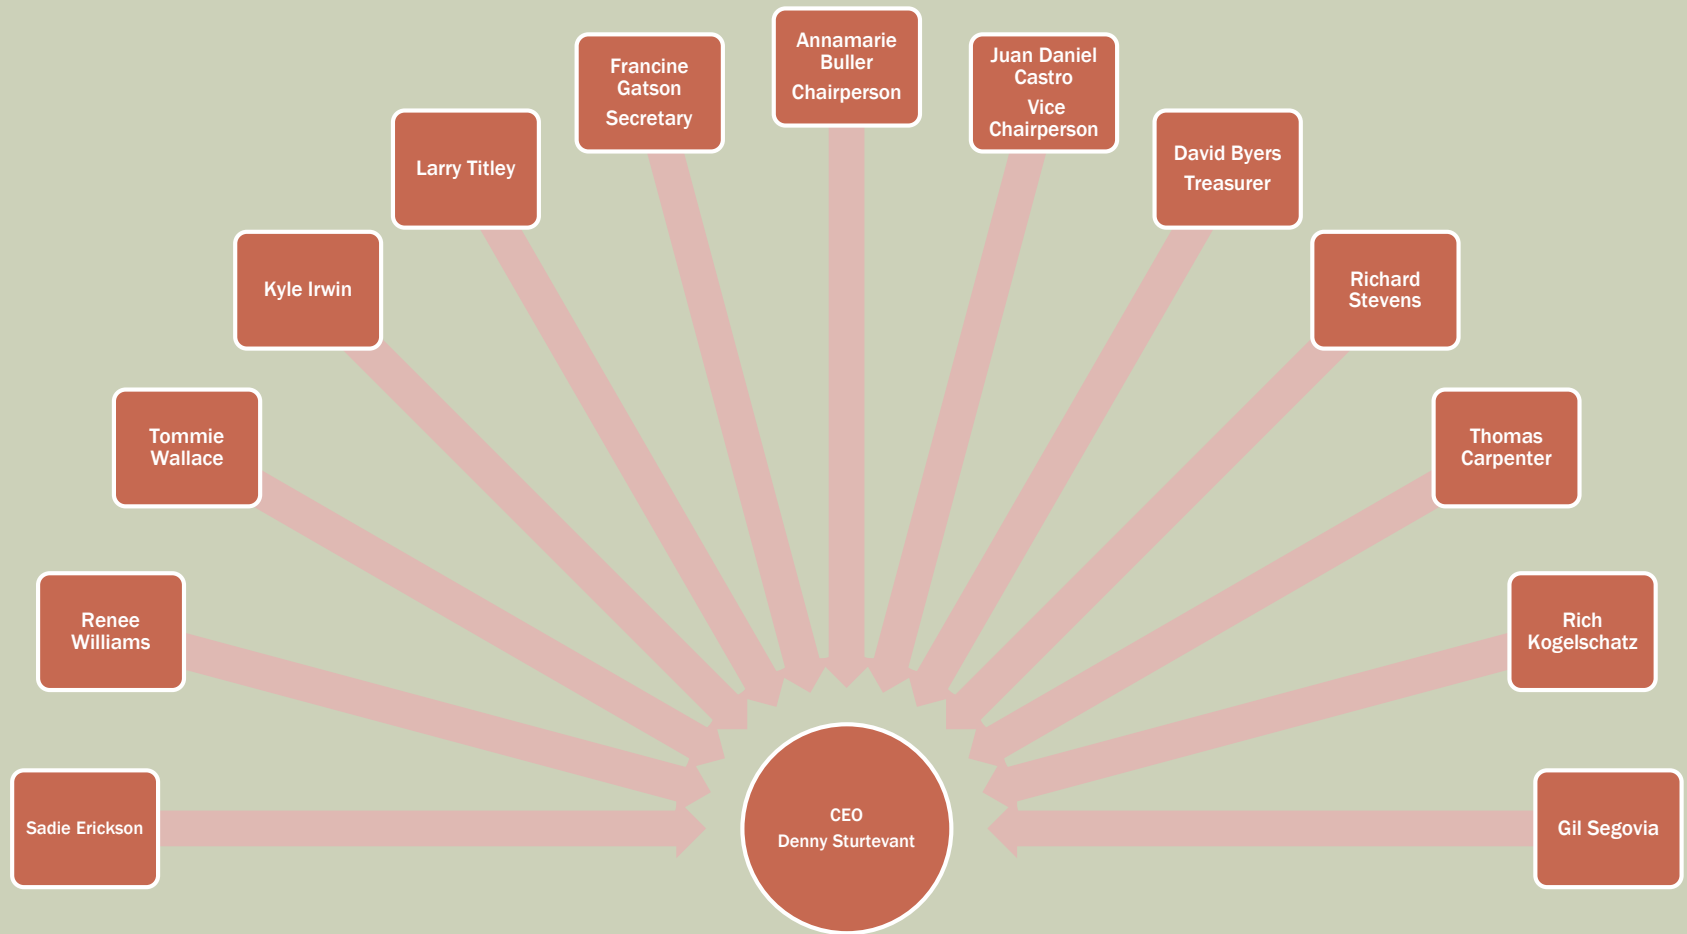 Annamarie
Buller
Chairperson
Francine
Gatson
Secretary
Juan Daniel
Castro
Vice
Chairperson
Larry Titley
David Byers
Treasurer
Kyle Irwin
Richard
Stevens
Tommie
Wallace
Thomas
Carpenter
Renee
Williams
Rich
Kogelschatz
Sadie Erickson
CEO
Denny Sturtevant
Gil Segovia